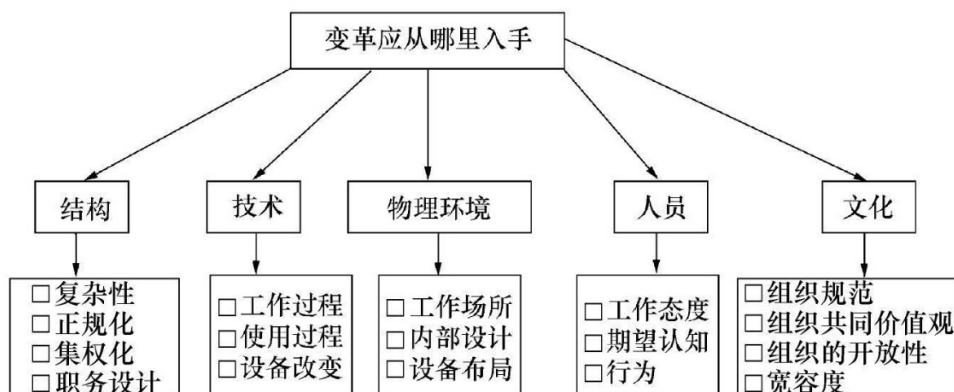 变革应从哪里入手
结构
技术
物理环境
人员
文化
□复杂性
□正规化
□集权化
□职务设计
□工作过程
□使用过程
□设备改变
□工作场所
□内部设计
□设备布局
□工作态度
□期望认知
□行为
□组织规范
□组织共同价值观
□组织的开放性
□宽容度